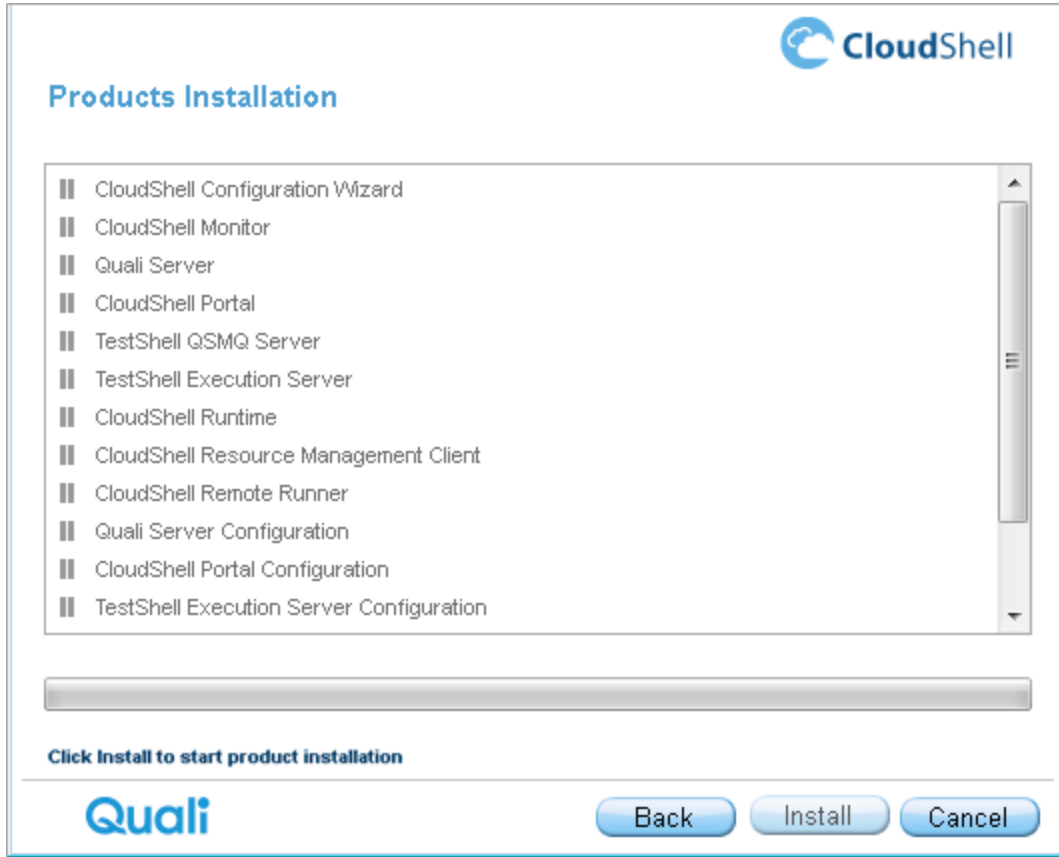 CloudShell
Products Installation
CloudShell Configuration Wizard
CloudShell Monitor
Quali Server
CloudShell Portal
TestShell QSMQ Server
TestShell Execution Server
CloudShell Runtime
CloudShell Resource Management Client
CloudShell Remote Runner
Quali Server Configuration
CloudShell Portal Configuration
TestShell Execution Server Configuration
Click Install to start product installation
Quali
Back
Install
Cancel